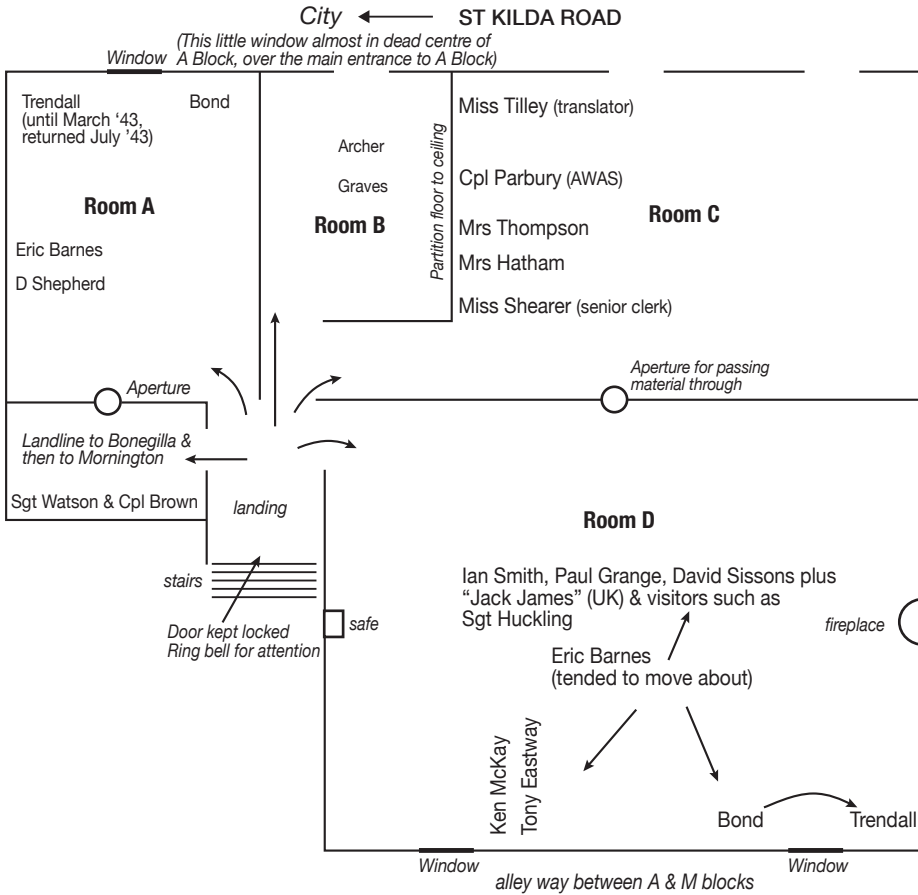 City
ST KILDA ROAD
(This little window almost in dead centre of
A Block, over the main entrance to A Block)
Window
Trendall
(until March ‘43,
returned July ’43)
Bond
Room A
Eric Barnes
D Shepherd
Archer
Graves
Room B
Partition floor to ceiling
Miss Tilley (translator)
Cpl Parbury (AWAS)
Room C
Mrs Thompson
Mrs Hatham
Miss Shearer (senior clerk)
Aperture
Aperture for passing
material through
Landline to Bonegilla &
then to Mornington
Sgt Watson & Cpl Brown
landing
stairs
Door kept locked
Ring bell for attention
safe
Room D
Ian Smith, Paul Grange, David Sissons plus
“Jack James” (UK) & visitors such as
Sgt Huckling
fireplace
Eric Barnes
(tended to move about)
Ken McKay
Tony Eastway
Bond
Trendall
Window
Window
alley way between A & M blocks